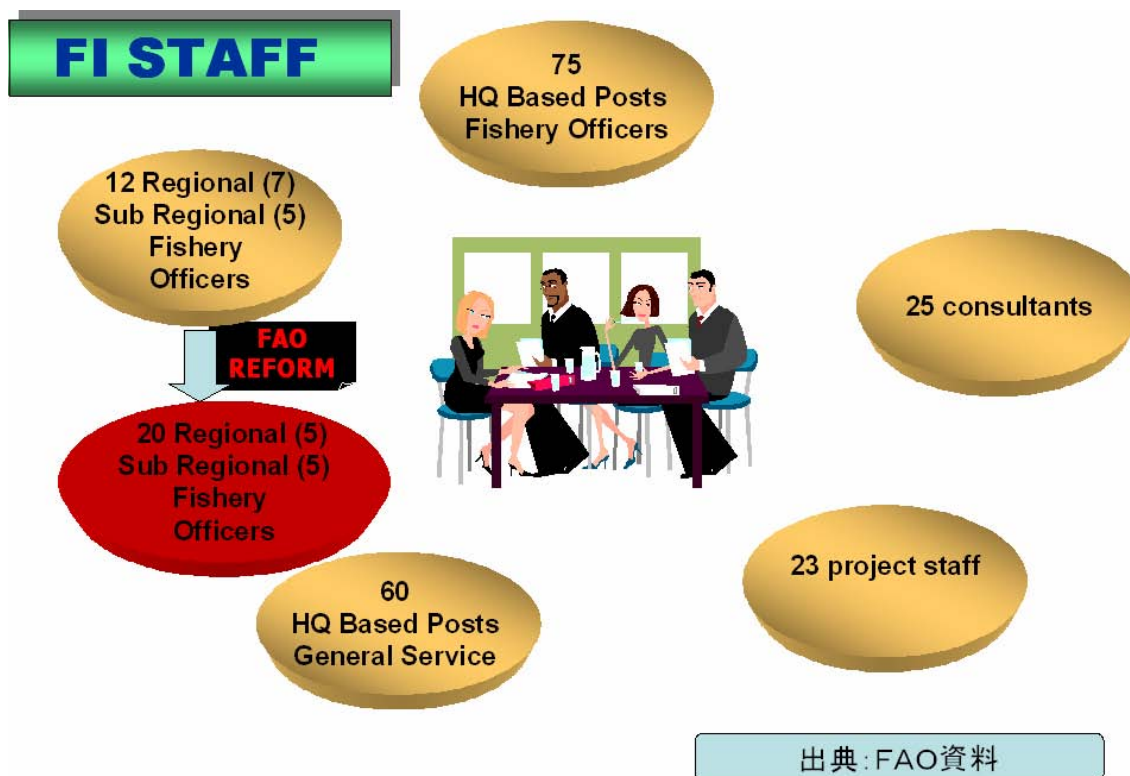 FI STAFF
75
HQ Based Posts
Fishery Officers
12 Regional (7)
Sub Regional (5)
Fishery
Officers
25 consultants
FAO
REFORM
20 Regional (5)
Sub Regional (5)
Fishery
Officers
23 project staff
60
HQ Based Posts
General Service
出典:FAO資料